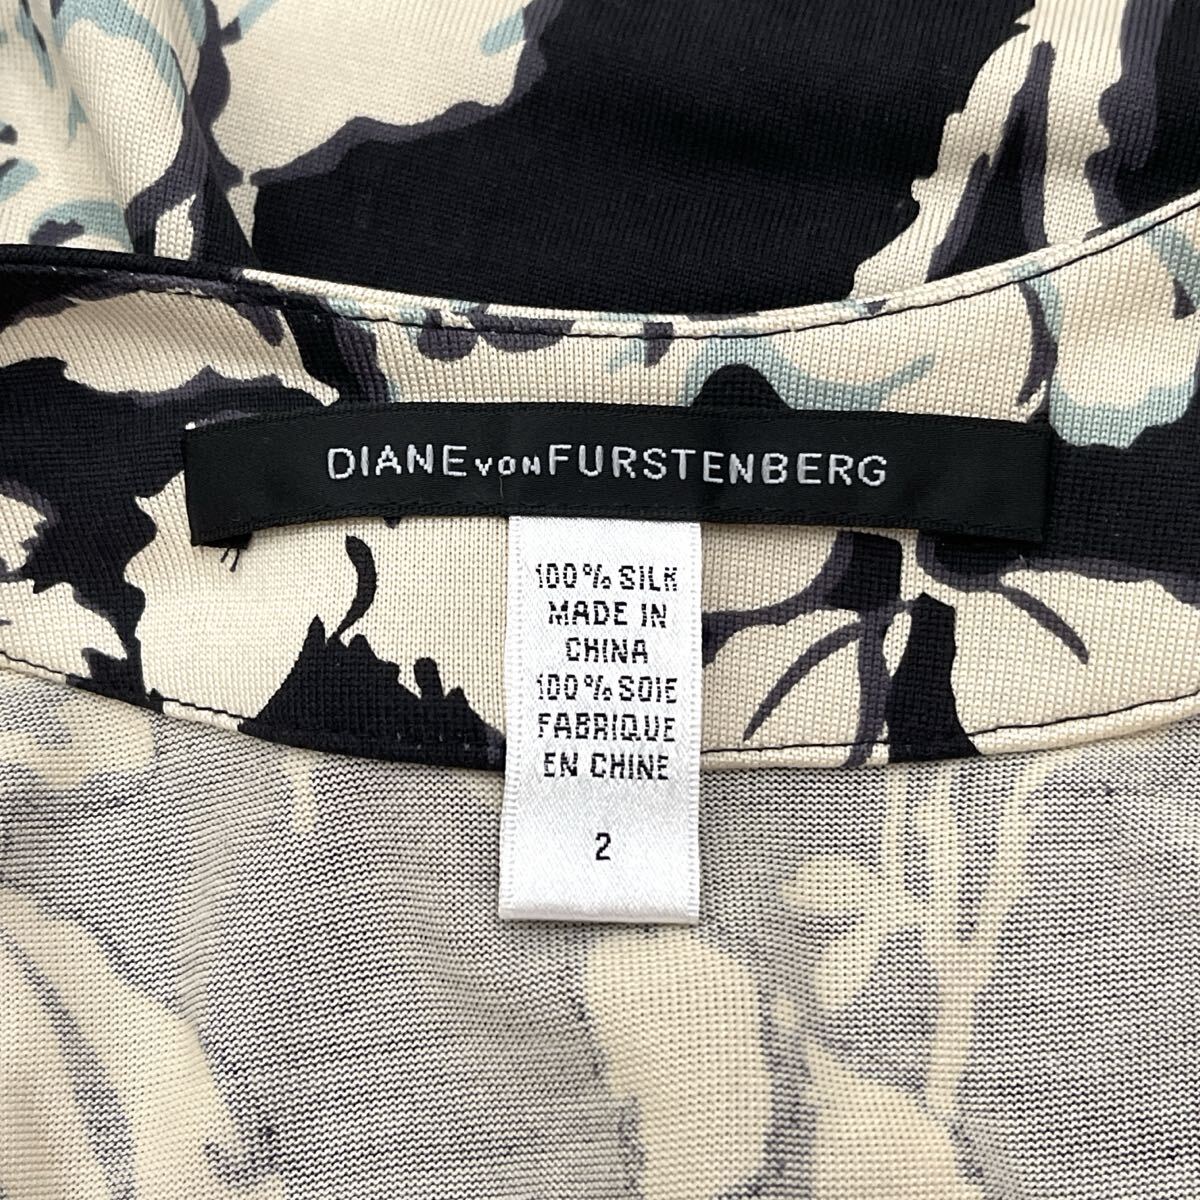 DIANE VON FURSTENBERG
100% SILK
MADE IN
CHINA
100% SOIE
FABRIQUE
EN CHINE
2